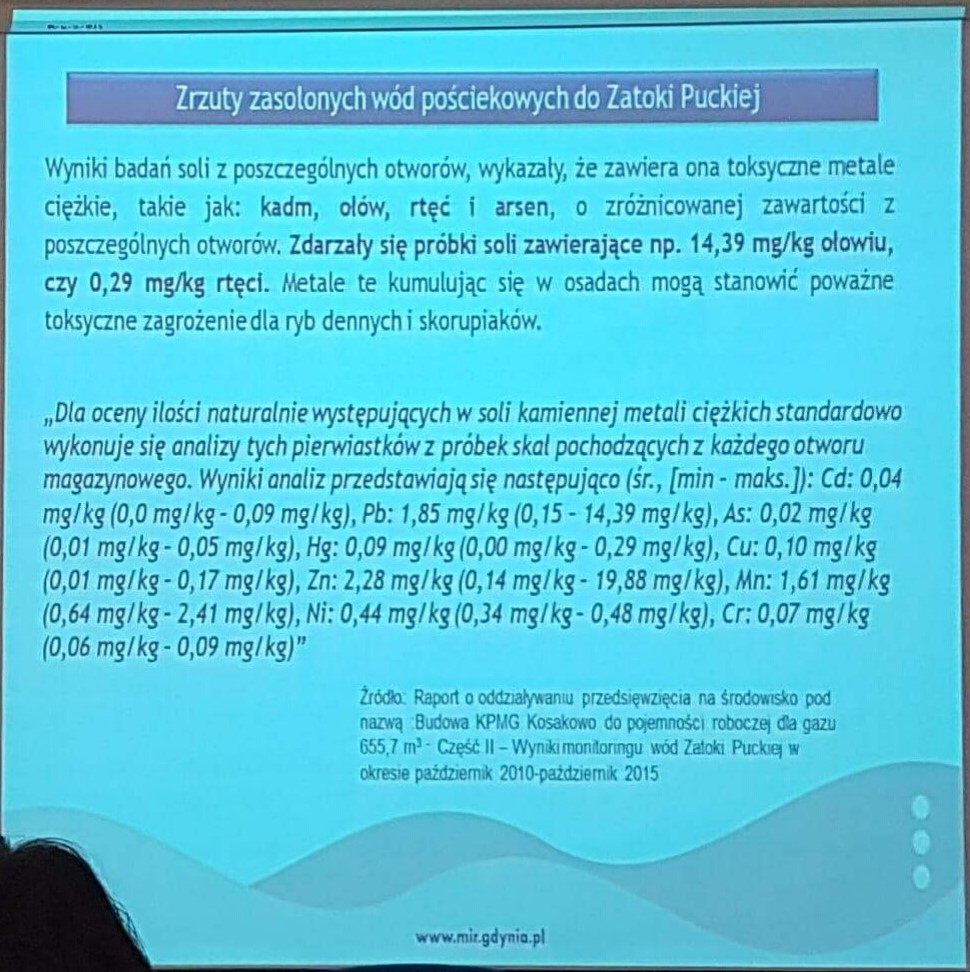 Zrzuty zasolonych wód pościekowych do Zatoki Puckiej
Wyniki badań soli z poszczególnych otworów, wykazały, że zawiera ona toksyczne metale
ciężkie, takie jak: kadm, ołów, rtęć i arsen, o zróżnicowanej zawartości z
poszczególnych otworów. Zdarzały się próbki soli zawierające np. 14,39 mg/kg ołowiu,
czy 0,29 mg/kg rtęci. Metale te kumulując się w osadach mogą stanowić poważne
toksyczne zagrożenie dla ryb dennych i skorupiaków.
„Dla oceny ilości naturalnie występujących w soli kamiennej metali ciężkich standardowo
wykonuje się analizy tych pierwiastków z próbek skał pochodzących z każdego otworu
magazynowego. Wyniki analiz przedstawiają się następująco (śr., [min - maks.]): Cd: 0,04
mg/kg (0,0 mg/kg - 0,09 mg/kg), Pb: 1,85 mg/kg (0,15 - 14,39 mg/kg), As: 0,02 mg/kg
(0,01 mg/kg - 0,05 mg/kg), Hg: 0,09 mg/kg (0,00 mg/kg - 0,29 mg/kg), Cu: 0,10 mg/kg
(0,01 mg/kg - 0,17 mg/kg), Zn: 2,28 mg/kg (0,14 mg/kg - 19,88 mg/kg), Mn: 1,61 mg/kg
(0,64 mg/kg - 2,41 mg/kg), Ni: 0,44 mg/kg (0,34 mg/kg - 0,48 mg/kg), Cr: 0,07 mg/kg
(0,06 mg/kg - 0,09 mg/kg)”
Źródło: Raport o oddziaływaniu przedsięwzięcia na środowisko pod
nazwą :Budowa KPMG Kosakowo do pojemności roboczej dla gazu
655,7 m³ - Część II – Wyniki monitoringu wód Zatoki Puckiej w
okresie październik 2010-październik 2015
www.mir.gdynia.pl